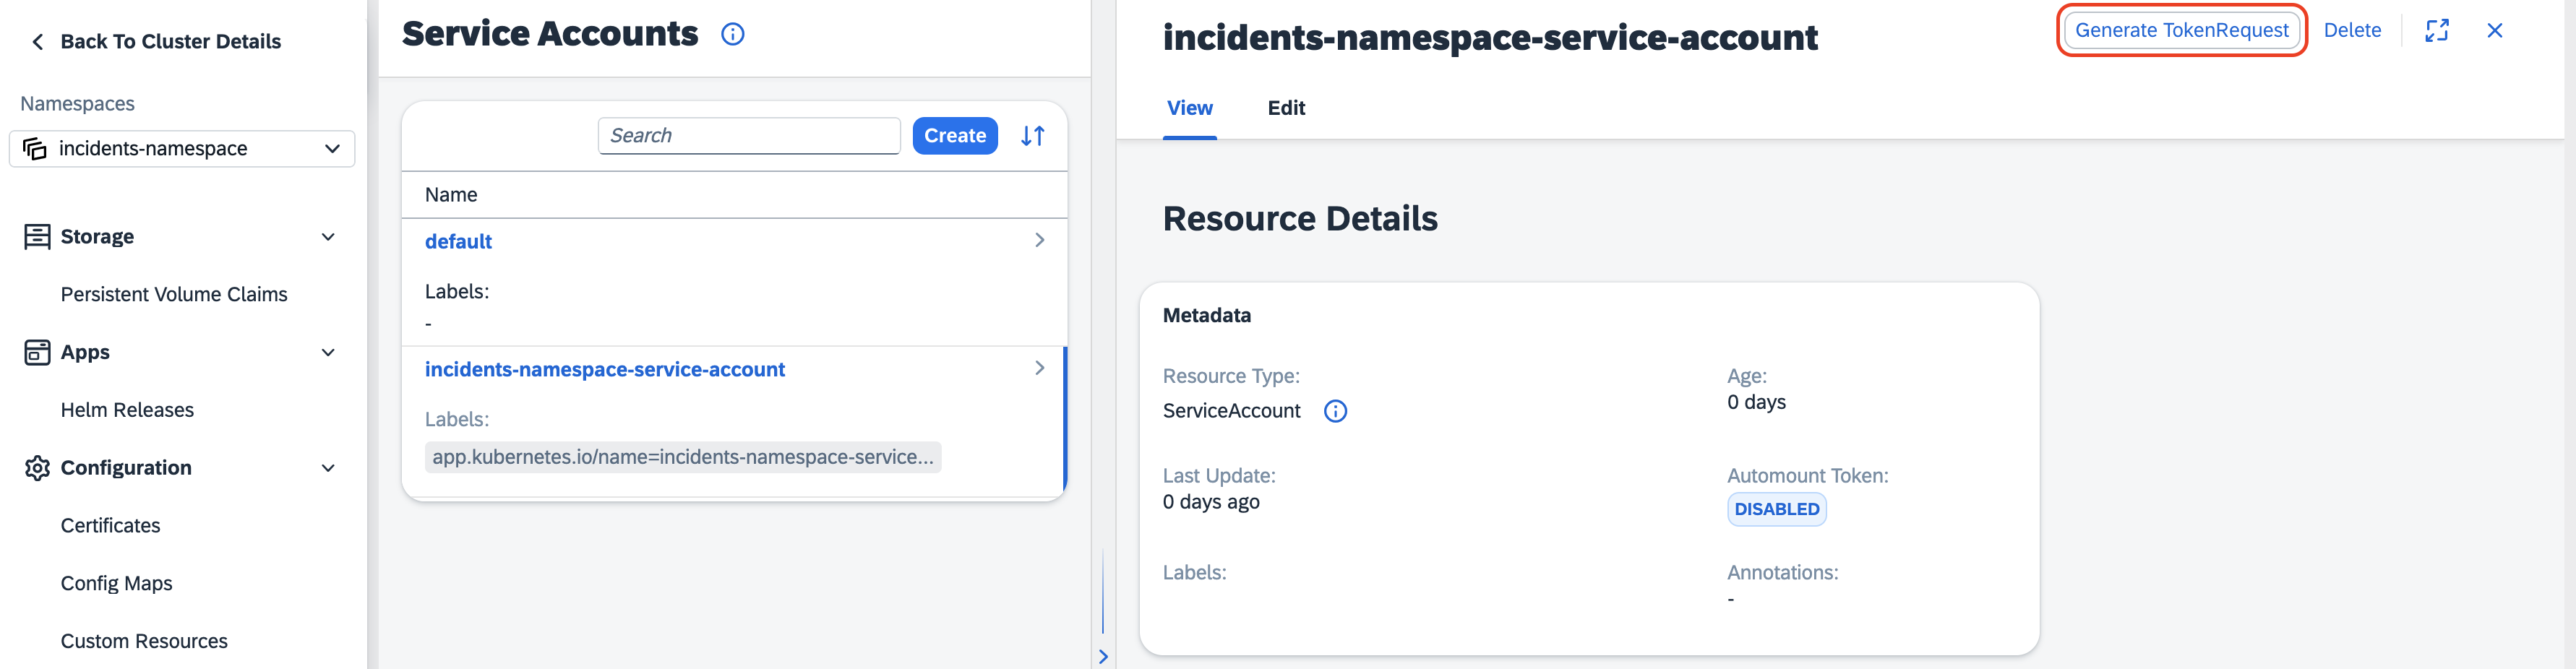 Back To Cluster Details
Namespaces
incidents-namespace
Storage
Persistent Volume Claims
Apps
Helm Releases
Configuration
Certificates
Config Maps
Custom Resources
Service Accounts
Search
Create
Name
default
Labels:
-
incidents-namespace-service-account
Labels:
app.kubernetes.io/name=incidents-namespace-service...
incidents-namespace-service-account
Generate TokenRequest
Delete
View
Edit
Resource Details
Metadata
Resource Type:
ServiceAccount
Age:
0 days
Last Update:
0 days ago
Automount Token:
DISABLED
Labels:
Annotations:
-